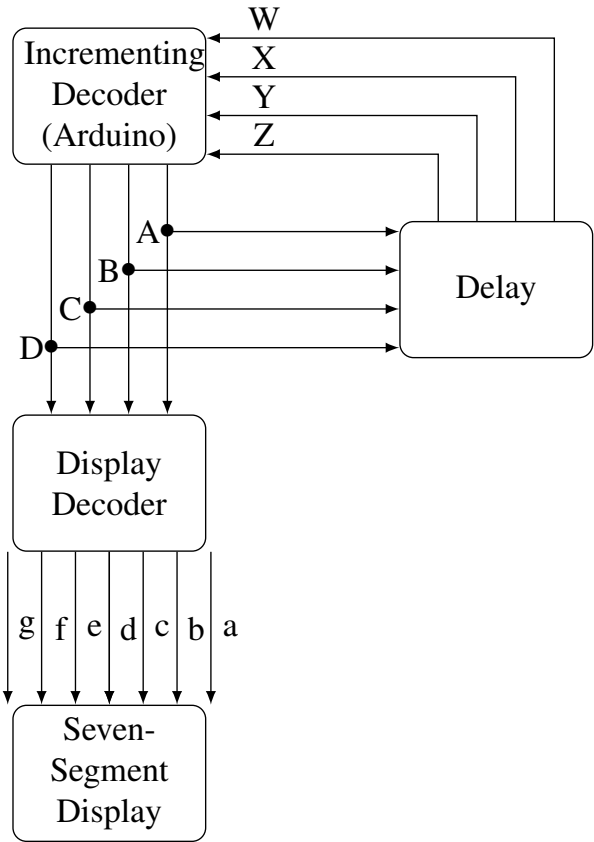 W
Incrementing
Decoder
(Arduino)
X
Y
Z
A
B
C
D
Delay
Display
Decoder
g f e d c b a
Seven-
Segment
Display